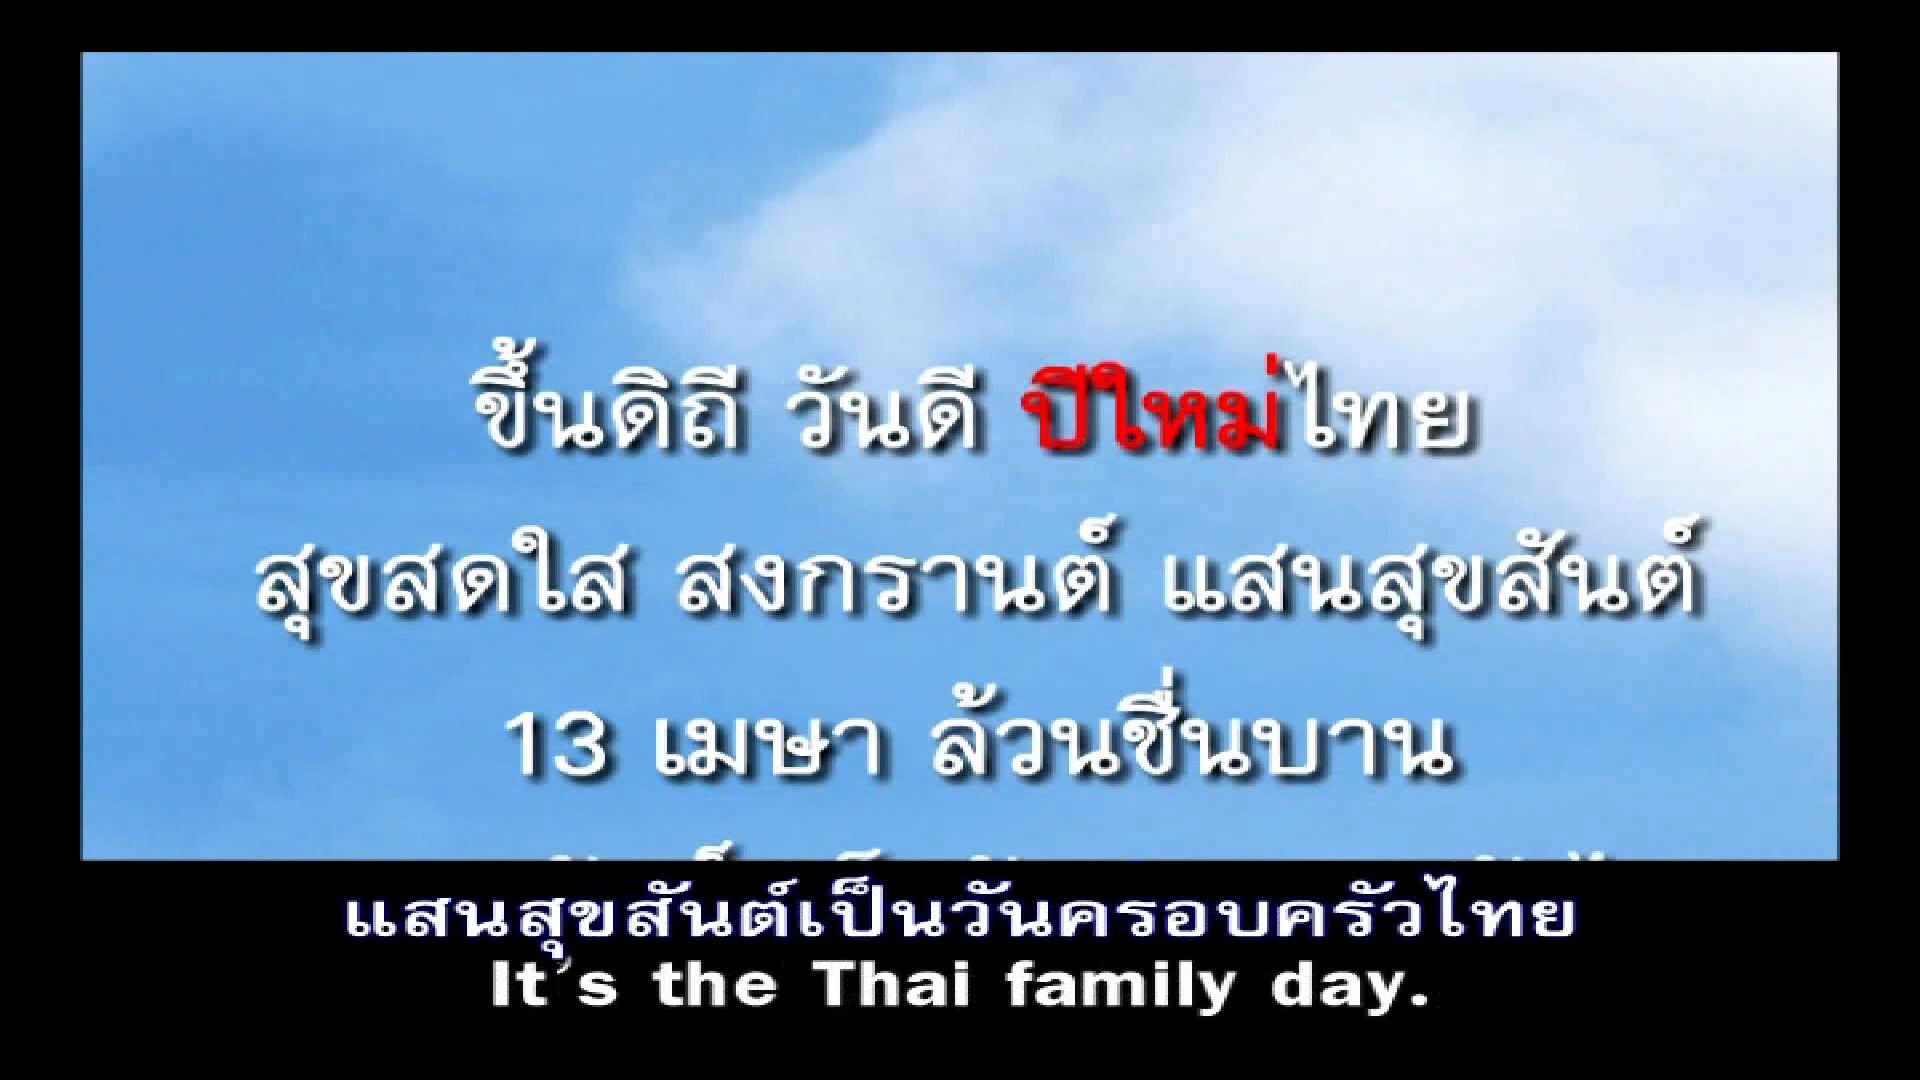 ขึ้นดิถี วันดี ปีใหม่ไทย
สุขสดใส สงกรานต์ แสนสุขสันต์
13 เมษา ล้วนชื่นบาน
แสนสุขสันต์เป็นวันครอบครัวไทย
It's the Thai family day.